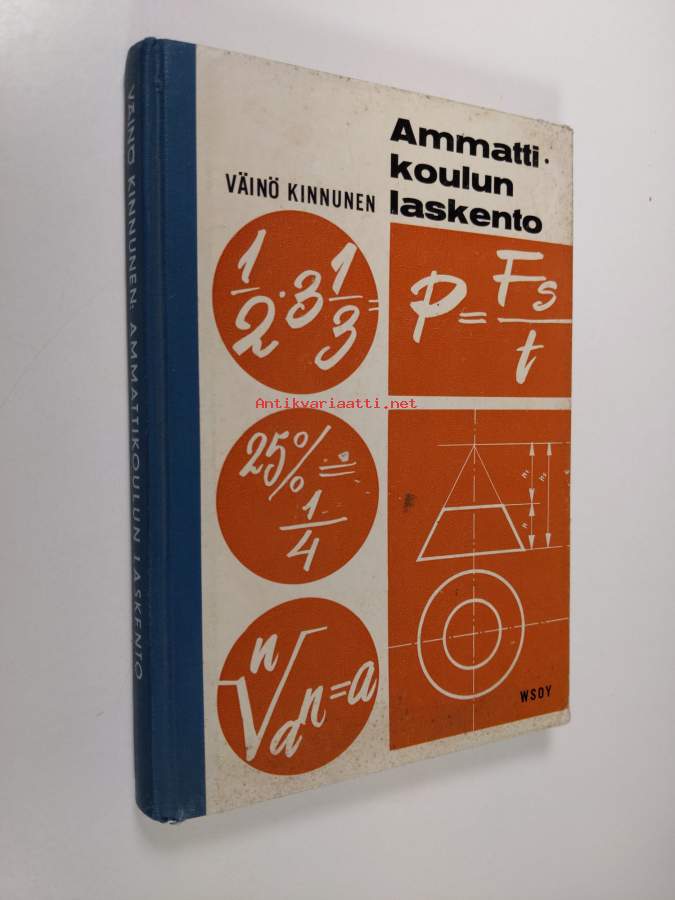 VÄINÖ KINNUNEN: AMMATTIKOULUN LASKENTO
Ammatti-
koulun
laskento
VÄINÖ KINNUNEN
1/2 · 3 1/3 =
P = Fs/t
Antikvariaatti.net
25% = 1/4
ⁿ√aⁿ = a
WSOY